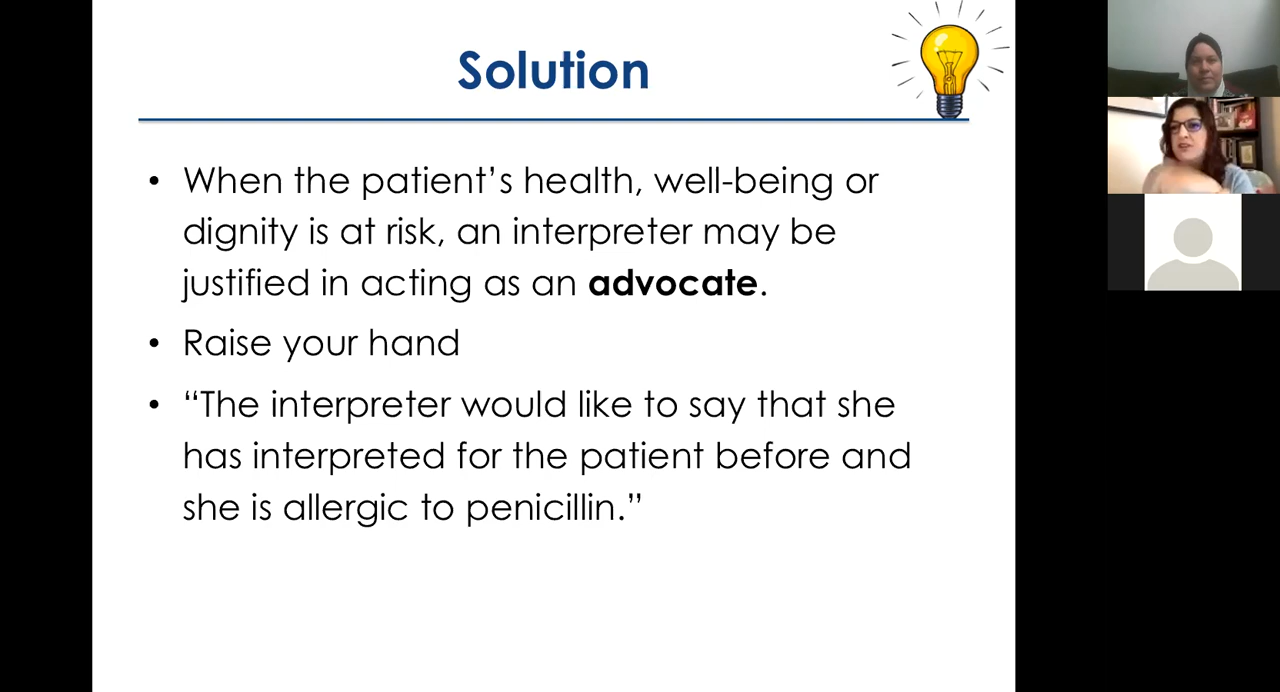 Solution
• When the patient’s health, well-being or
dignity is at risk, an interpreter may be
justified in acting as an advocate.
• Raise your hand
• “The interpreter would like to say that she
has interpreted for the patient before and
she is allergic to penicillin.”